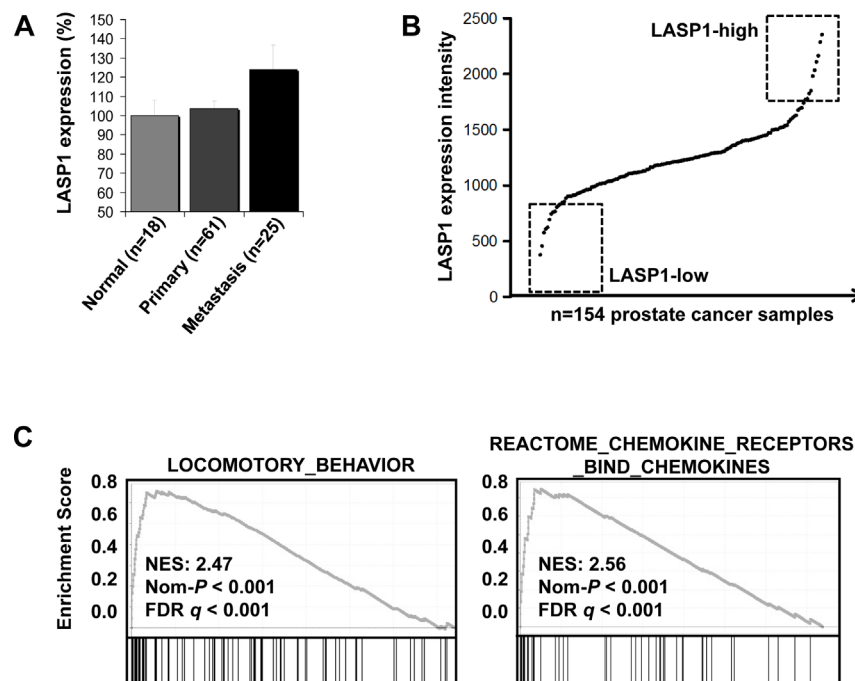 A
LASP1 expression (%)
150
140
130
120
110
100
90
80
70
60
50
Normal (n=18)
Primary (n=61)
Metastasis (n=25)
B
LASP1 expression intensity
2500
2000
1500
1000
500
0
LASP1-high
LASP1-low
n=154 prostate cancer samples
C
Enrichment Score
LOCOMOTORY_BEHAVIOR
0.8
0.6
0.4
0.2
0.0
NES: 2.47
Nom-P < 0.001
FDR q < 0.001
REACTOME_CHEMOKINE_RECEPTORS
_BIND_CHEMOKINES
0.8
0.6
0.4
0.2
0.0
NES: 2.56
Nom-P < 0.001
FDR q < 0.001